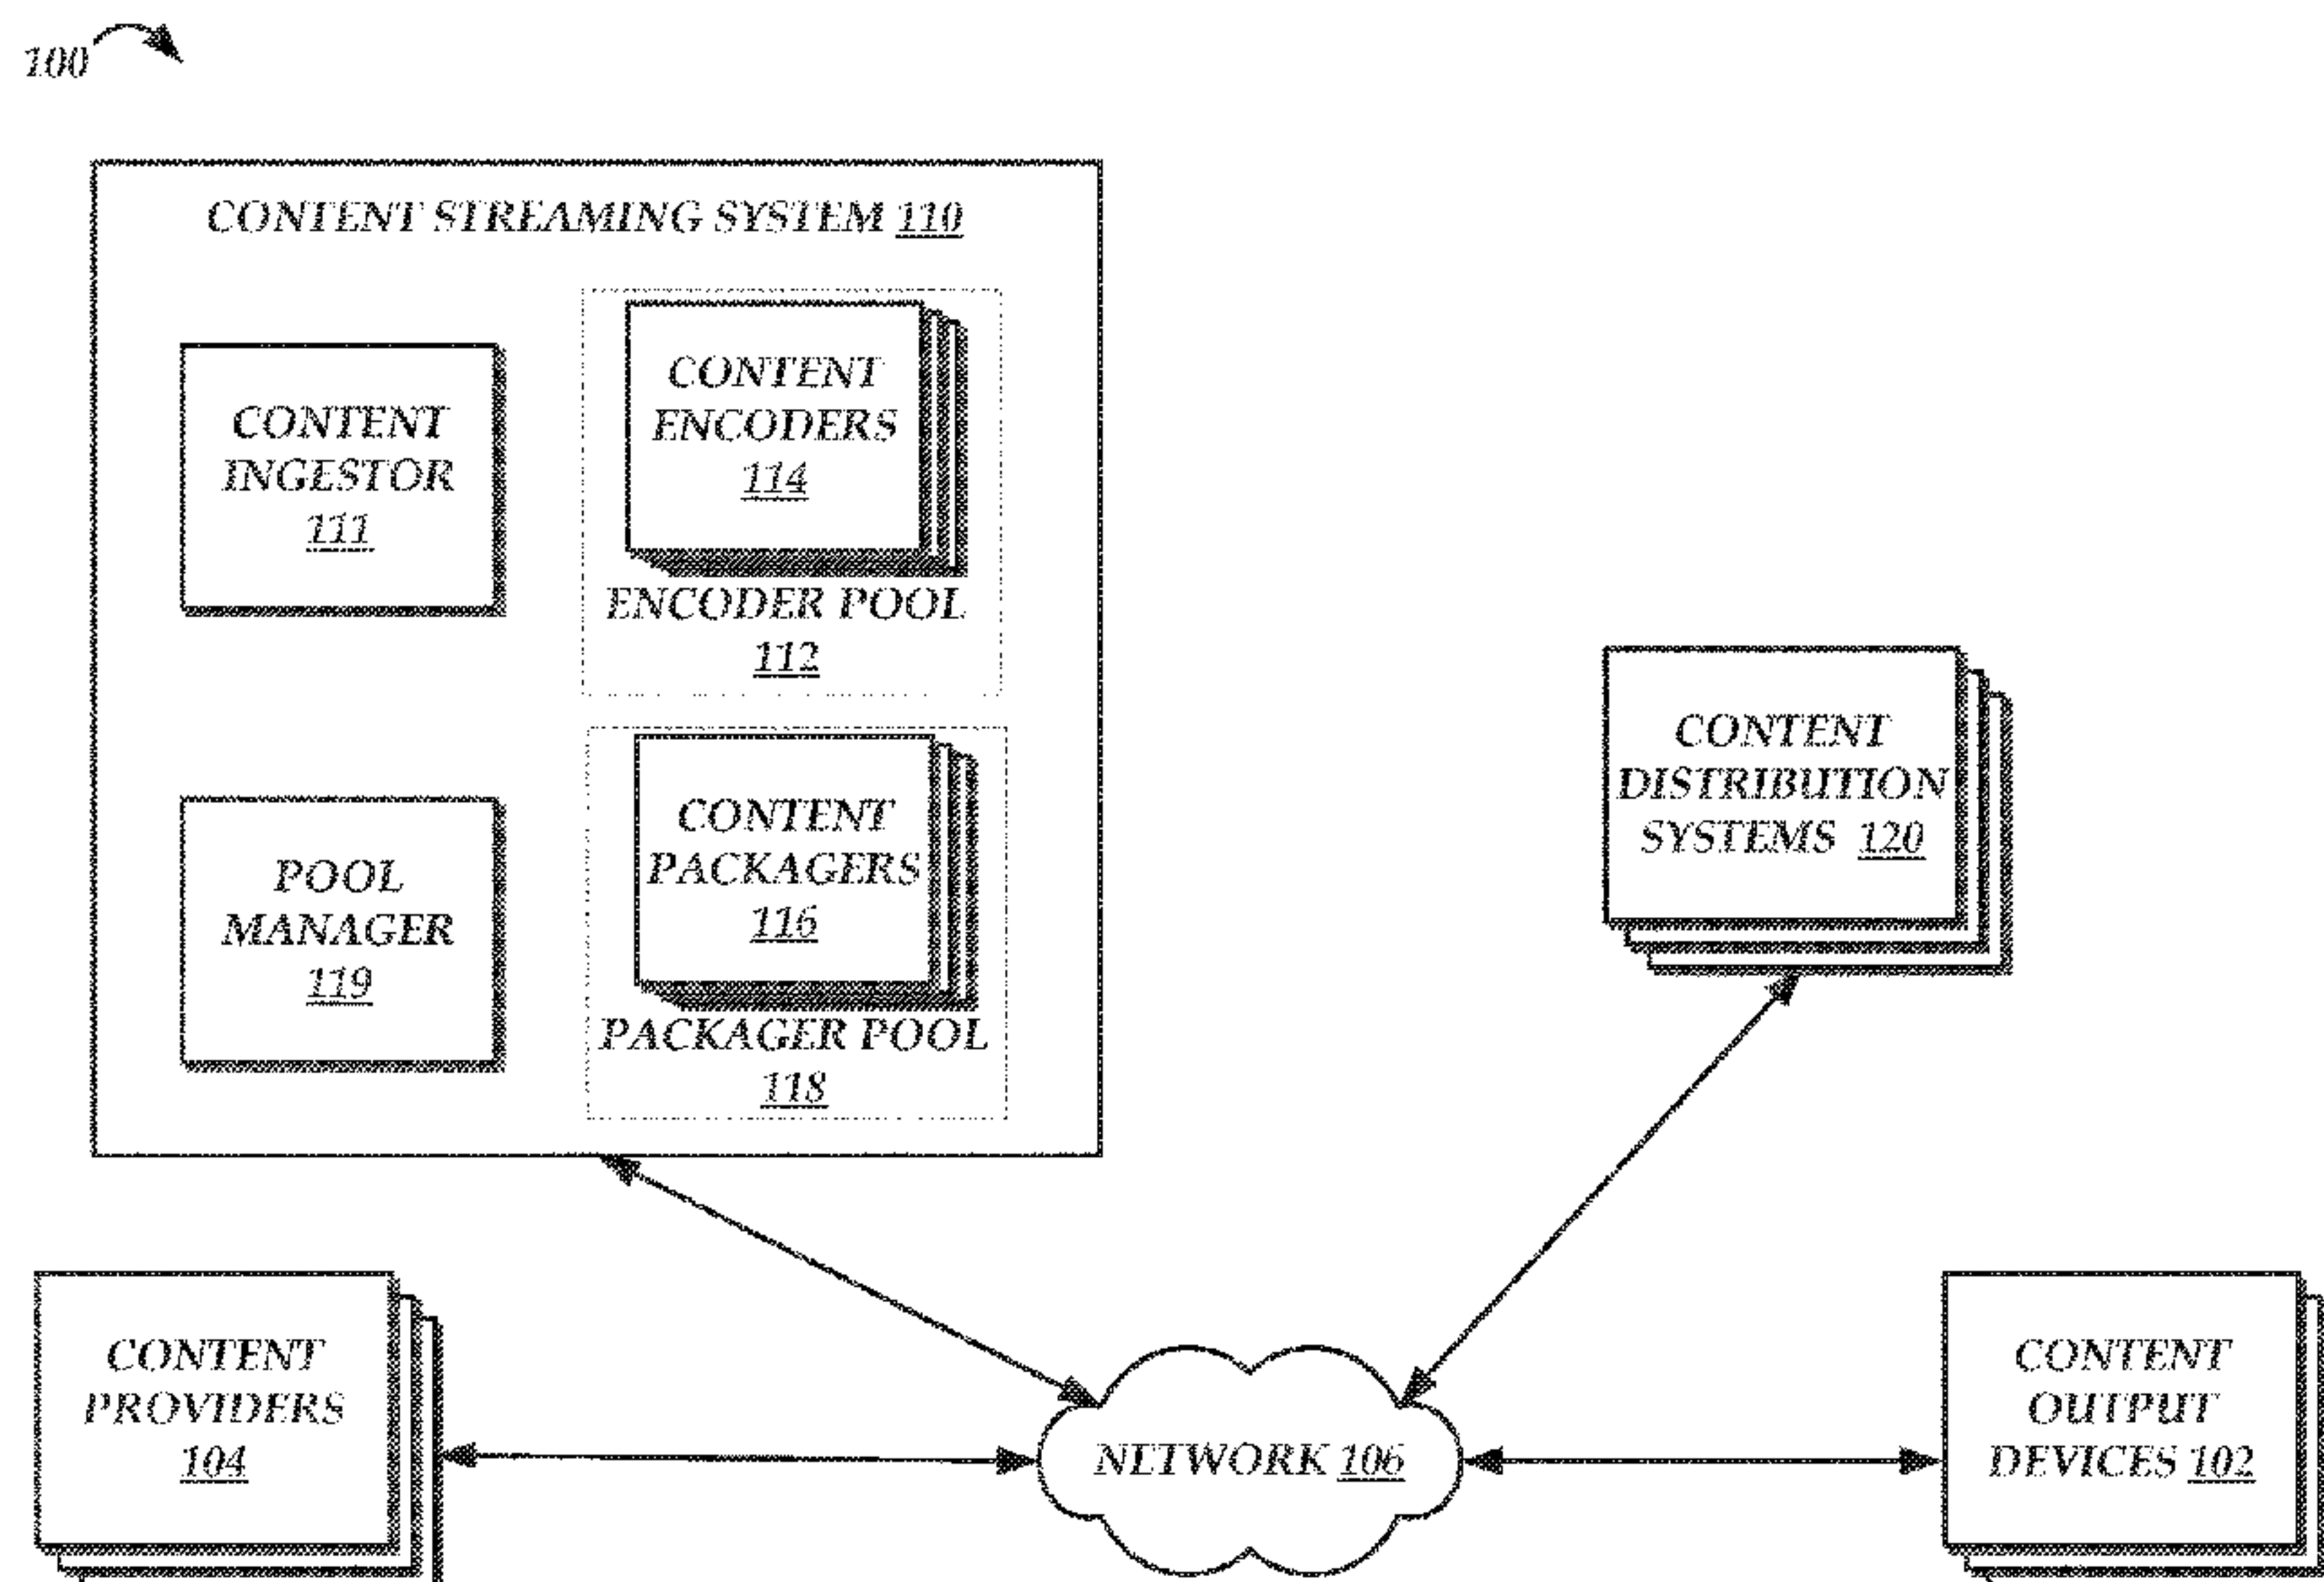 100
CONTENT STREAMING SYSTEM 110
CONTENT
INGESTOR
111
CONTENT
ENCODERS
114
ENCODER POOL
112
POOL
MANAGER
119
CONTENT
PACKAGERS
116
PACKAGER POOL
118
CONTENT
DISTRIBUTION
SYSTEMS 120
CONTENT
PROVIDERS
104
NETWORK 106
CONTENT
OUTPUT
DEVICES 102